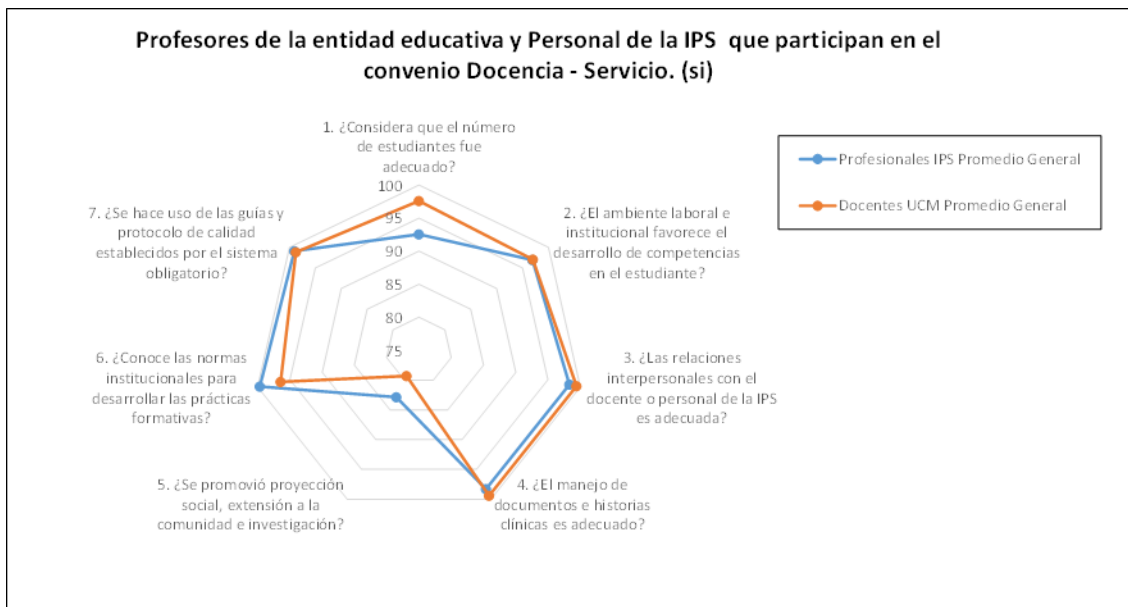 Profesores de la entidad educativa y Personal de la IPS que participan en el
convenio Docencia - Servicio. (si)
1. ¿Considera que el número
de estudiantes fue
adecuado?
Profesionales IPS Promedio General
Docentes UCM Promedio General
100
95
90
85
80
75
7. ¿Se hace uso de las guías y
protocolo de calidad
establecidos por el sistema
obligatorio?
2. ¿El ambiente laboral e
institucional favorece el
desarrollo de competencias
en el estudiante?
6. ¿Conoce las normas
institucionales para
desarrollar las prácticas
formativas?
3. ¿Las relaciones
interpersonales con el
docente o personal de la IPS
es adecuada?
5. ¿Se promovió proyección
social, extensión a la
comunidad e investigación?
4. ¿El manejo de
documentos e historias
clínicas es adecuado?